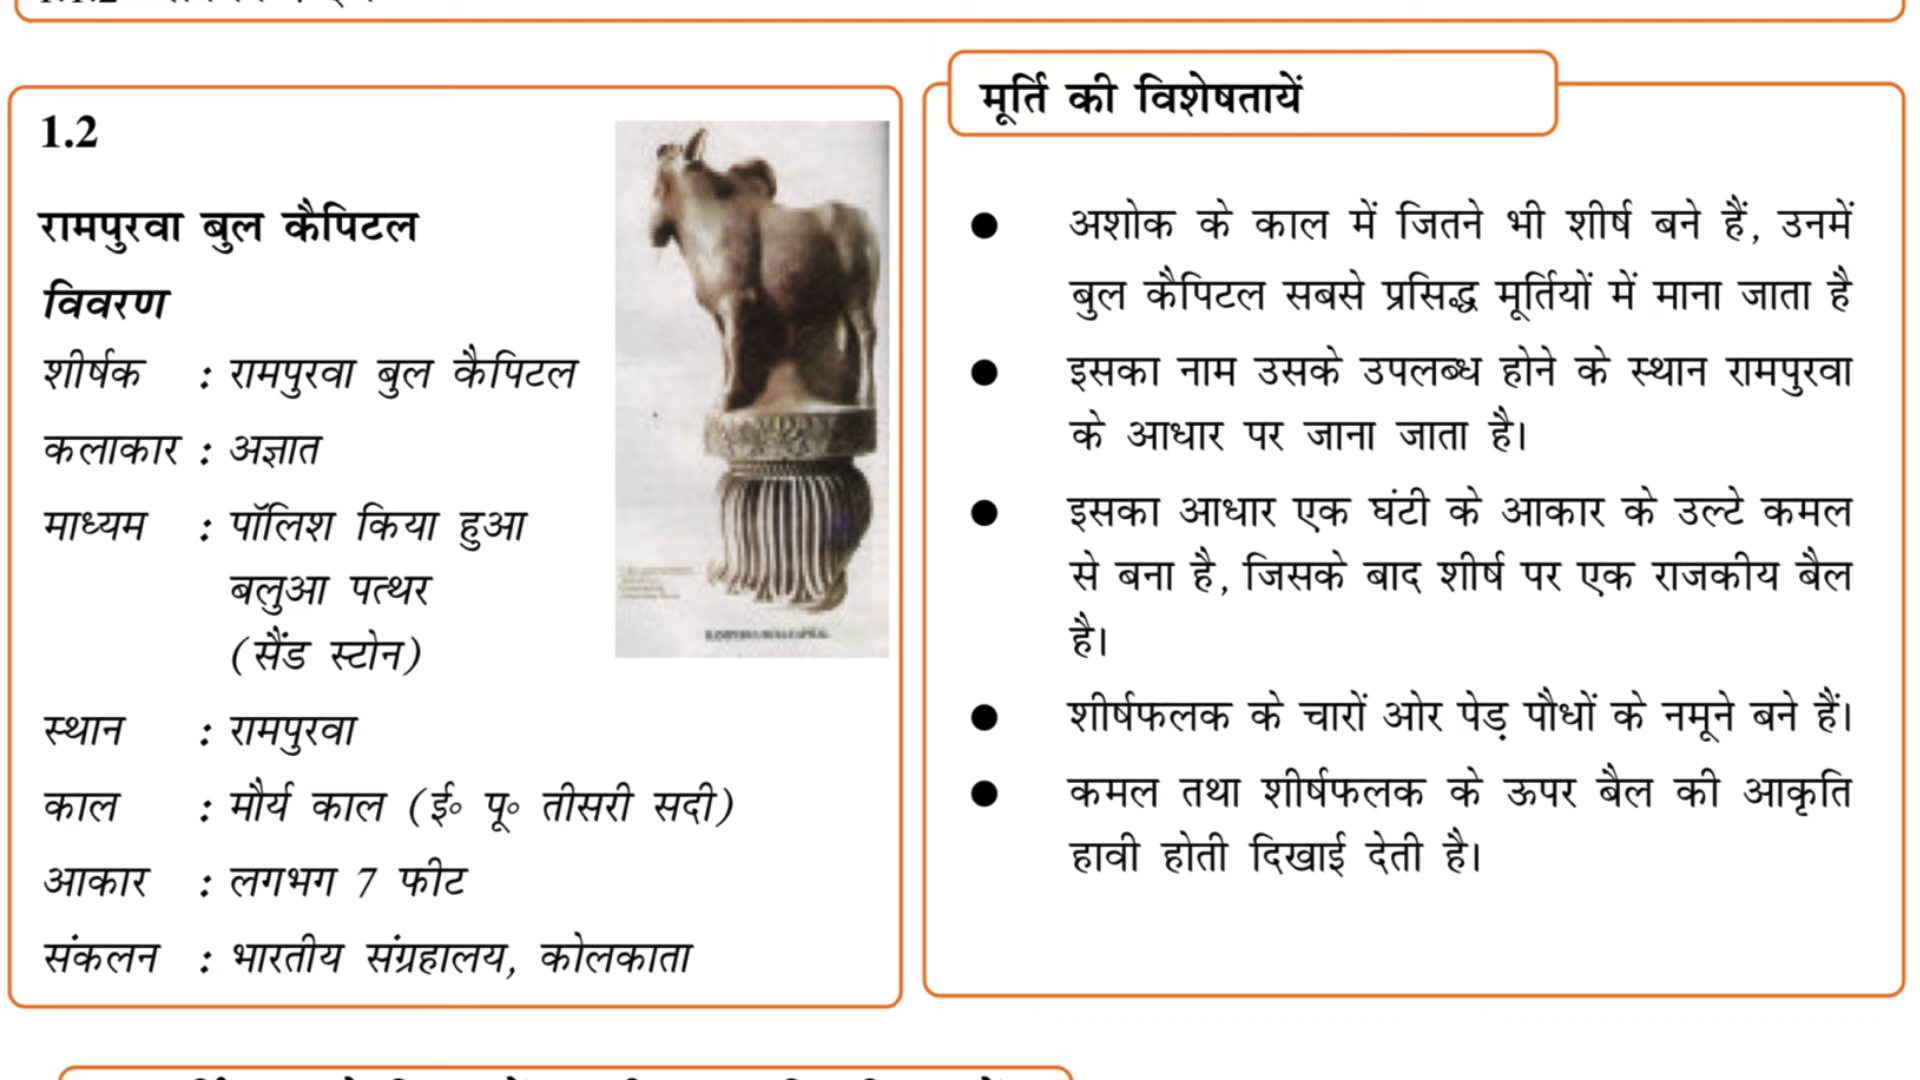 1.2
रामपुरवा बुल कैपिटल
विवरण
शीर्षक : रामपुरवा बुल कैपिटल
कलाकार : अज्ञात
माध्यम : पॉलिश किया हुआ
बलुआ पत्थर
(सैंड स्टोन)
स्थान : रामपुरवा
काल : मौर्य काल (ई॰ पू॰ तीसरी सदी)
आकार : लगभग 7 फीट
संकलन : भारतीय संग्रहालय, कोलकाता
मूर्ति की विशेषतायें
● अशोक के काल में जितने भी शीर्ष बने हैं, उनमें
बुल कैपिटल सबसे प्रसिद्ध मूर्तियों में माना जाता है
● इसका नाम उसके उपलब्ध होने के स्थान रामपुरवा
के आधार पर जाना जाता है।
● इसका आधार एक घंटी के आकार के उल्टे कमल
से बना है, जिसके बाद शीर्ष पर एक राजकीय बैल
है।
● शीर्षफलक के चारों ओर पेड़ पौधों के नमूने बने हैं।
● कमल तथा शीर्षफलक के ऊपर बैल की आकृति
हावी होती दिखाई देती है।